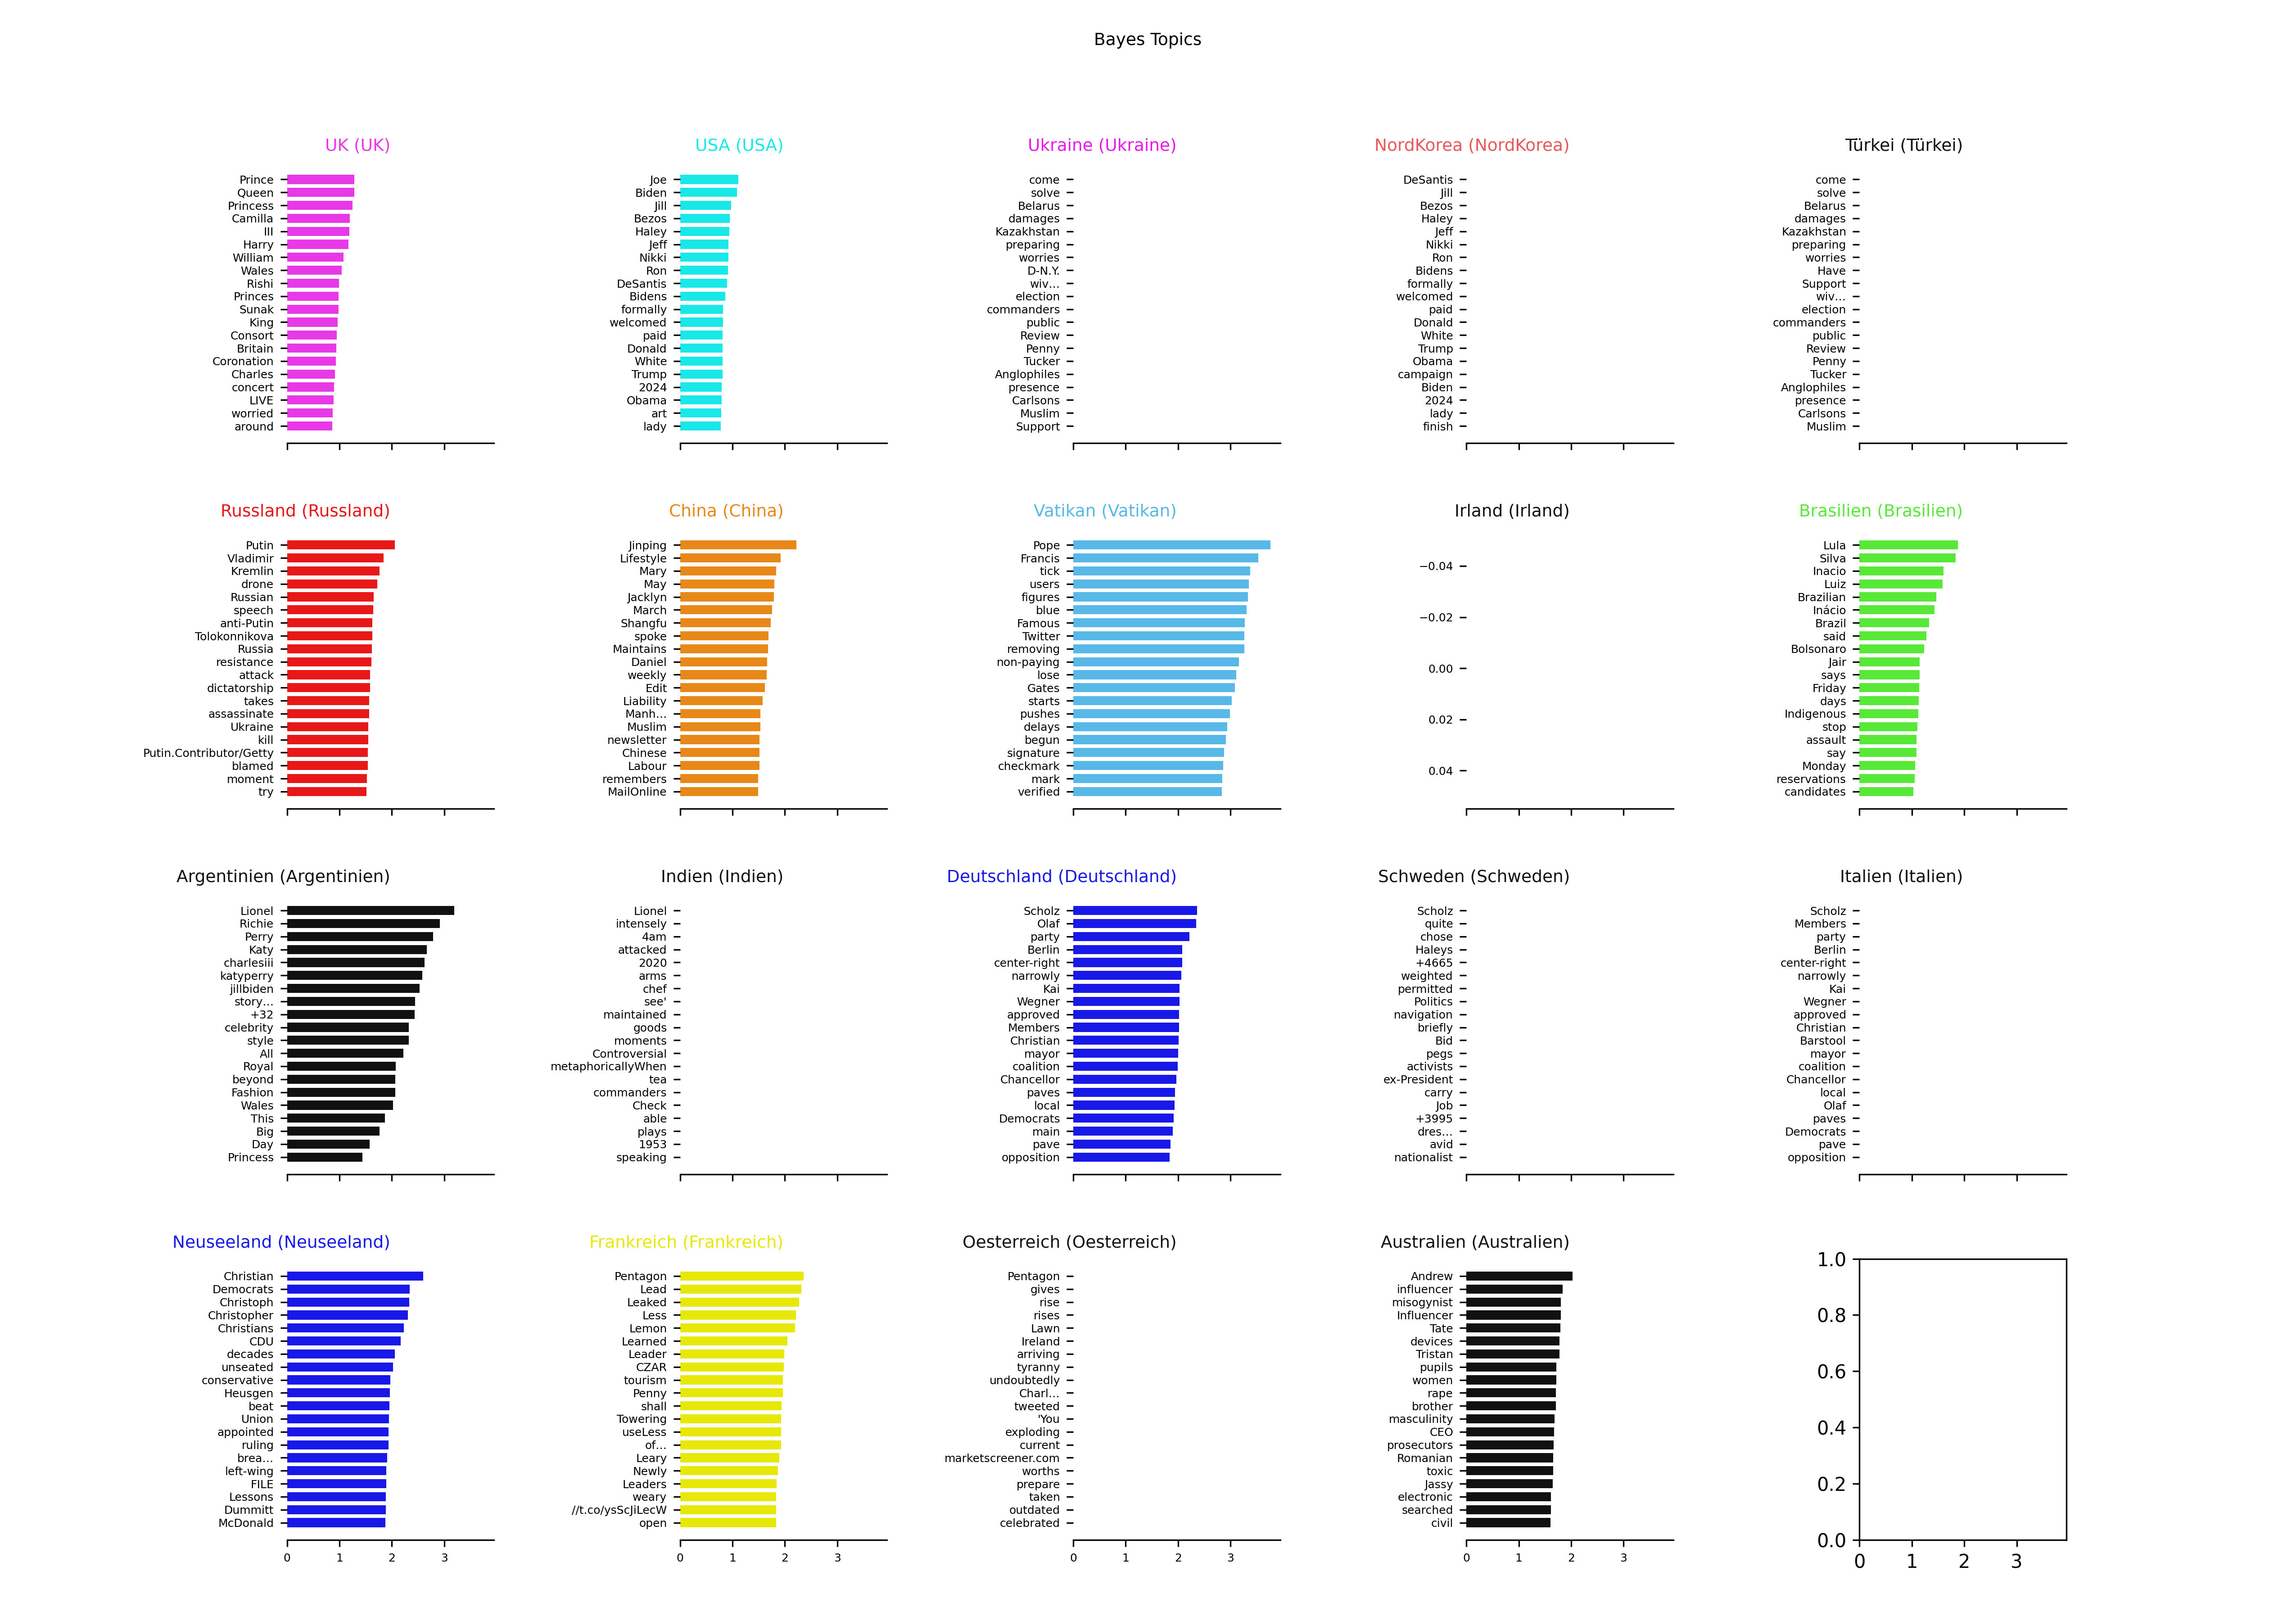 Bayes Topics
UK (UK)
Prince
Queen
Princess
Camilla
III
Harry
William
Wales
Rishi
Princes
Sunak
King
Consort
Britain
Coronation
Charles
concert
LIVE
worried
around
USA (USA)
Joe
Biden
Jill
Bezos
Haley
Jeff
Nikki
Ron
DeSantis
Bidens
formally
welcomed
paid
Donald
White
Trump
2024
Obama
art
lady
Ukraine (Ukraine)
come
solve
Belarus
damages
Kazakhstan
preparing
worries
D-N.Y.
wiv…
election
commanders
public
Review
Penny
Tucker
Anglophiles
presence
Carlsons
Muslim
Support
NordKorea (NordKorea)
DeSantis
Jill
Bezos
Haley
Jeff
Nikki
Ron
Bidens
formally
welcomed
paid
Donald
White
Trump
Obama
campaign
Biden
2024
lady
finish
Türkei (Türkei)
come
solve
Belarus
damages
Kazakhstan
preparing
worries
Have
Support
wiv…
election
commanders
public
Review
Penny
Tucker
Anglophiles
presence
Carlsons
Muslim
Russland (Russland)
Putin
Vladimir
Kremlin
drone
Russian
speech
anti-Putin
Tolokonnikova
Russia
resistance
attack
dictatorship
takes
assassinate
Ukraine
kill
Putin.Contributor/Getty
blamed
moment
try
China (China)
Jinping
Lifestyle
Mary
May
Jacklyn
March
Shangfu
spoke
Maintains
Daniel
weekly
Edit
Liability
Manh…
Muslim
newsletter
Chinese
Labour
remembers
MailOnline
Vatikan (Vatikan)
Pope
Francis
tick
users
figures
blue
Famous
Twitter
removing
non-paying
lose
Gates
starts
pushes
delays
begun
signature
checkmark
mark
verified
Irland (Irland)
−0.04
−0.02
0.00
0.02
0.04
Brasilien (Brasilien)
Lula
Silva
Inacio
Luiz
Brazilian
Inácio
Brazil
said
Bolsonaro
Jair
says
Friday
days
Indigenous
stop
assault
say
Monday
reservations
candidates
Argentinien (Argentinien)
Lionel
Richie
Perry
Katy
charlesiii
katyperry
jillbiden
story…
+32
celebrity
style
All
Royal
beyond
Fashion
Wales
This
Big
Day
Princess
Indien (Indien)
Lionel
intensely
4am
attacked
2020
arms
chef
see'
maintained
goods
moments
Controversial
metaphoricallyWhen
tea
commanders
Check
able
plays
1953
speaking
Deutschland (Deutschland)
Scholz
Olaf
party
Berlin
center-right
narrowly
Kai
Wegner
approved
Members
Christian
mayor
coalition
Chancellor
paves
local
Democrats
main
pave
opposition
Schweden (Schweden)
Scholz
quite
chose
Haleys
+4665
weighted
permitted
Politics
navigation
briefly
Bid
pegs
activists
ex-President
carry
Job
+3995
dres…
avid
nationalist
Italien (Italien)
Scholz
Members
party
Berlin
center-right
narrowly
Kai
Wegner
approved
Christian
Barstool
mayor
coalition
Chancellor
local
Olaf
paves
Democrats
pave
opposition
Neuseeland (Neuseeland)
Christian
Democrats
Christoph
Christopher
Christians
CDU
decades
unseated
conservative
Heusgen
beat
Union
appointed
ruling
brea…
left-wing
FILE
Lessons
Dummitt
McDonald
0 1 2 3
Frankreich (Frankreich)
Pentagon
Lead
Leaked
Less
Lemon
Learned
Leader
CZAR
tourism
Penny
shall
Towering
useLess
of…
Leary
Newly
Leaders
weary
//t.co/ysScJiLecW
open
0 1 2 3
Oesterreich (Oesterreich)
Pentagon
gives
rise
rises
Lawn
Ireland
arriving
tyranny
undoubtedly
Charl…
tweeted
'You
exploding
current
marketscreener.com
worths
prepare
taken
outdated
celebrated
0 1 2 3
Australien (Australien)
Andrew
influencer
misogynist
Influencer
Tate
devices
Tristan
pupils
women
rape
brother
masculinity
CEO
prosecutors
Romanian
toxic
Jassy
electronic
searched
civil
0 1 2 3
1.0
0.8
0.6
0.4
0.2
0.0
0 1 2 3